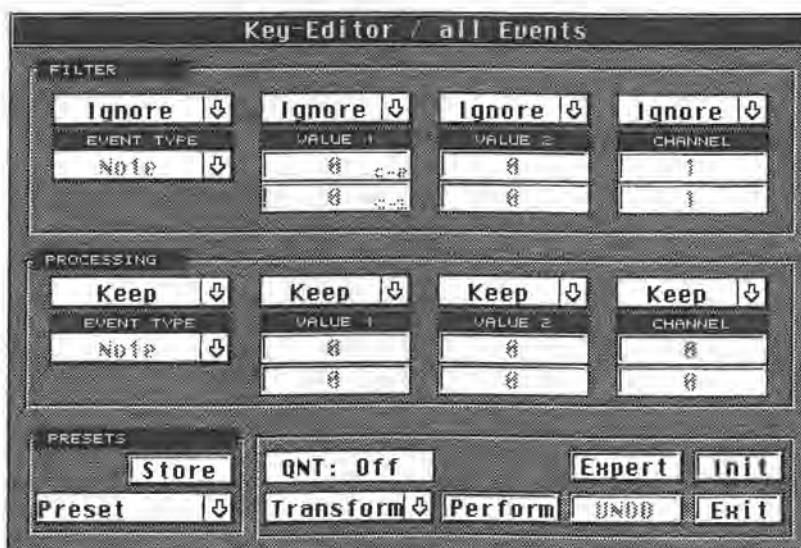 Key-Editor / all Events
FILTER
Ignore Ignore Ignore Ignore
EVENT TYPE VALUE 1 VALUE 2 CHANNEL
Note 0 0 1
0 0 1
PROCESSING
Keep Keep Keep Keep
EVENT TYPE VALUE 1 VALUE 2 CHANNEL
Note 0 0 0
0 0 0
PRESETS
Store QNT: Off Expert Init
Preset Transform Perform UNDO Exit